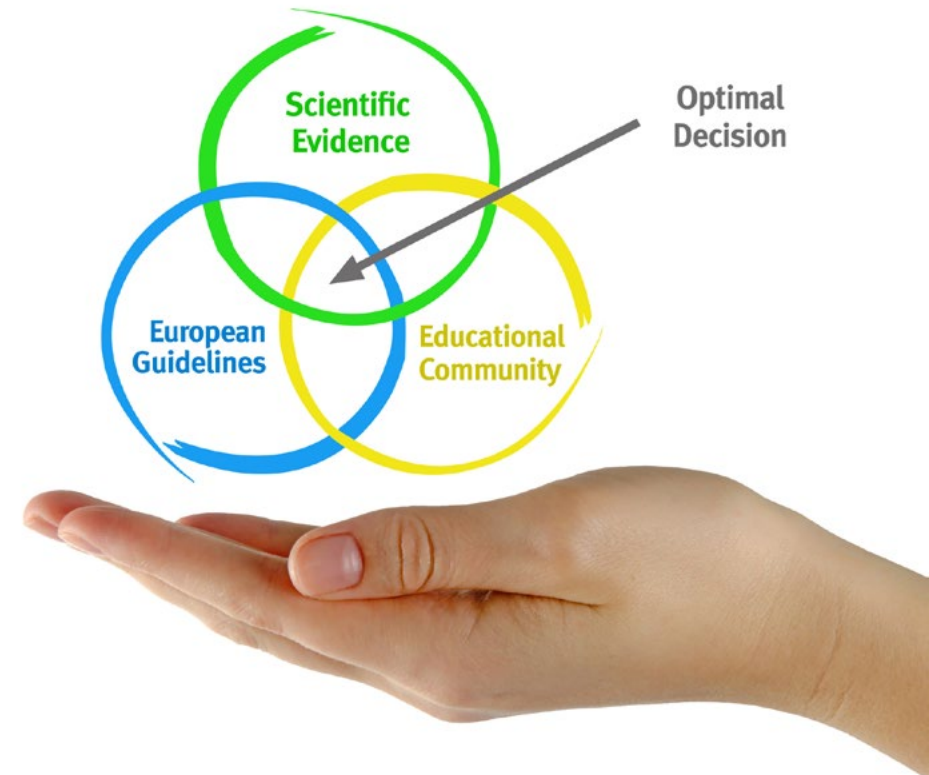 Scientific
Evidence
Optimal
Decision
European
Guidelines
Educational
Community